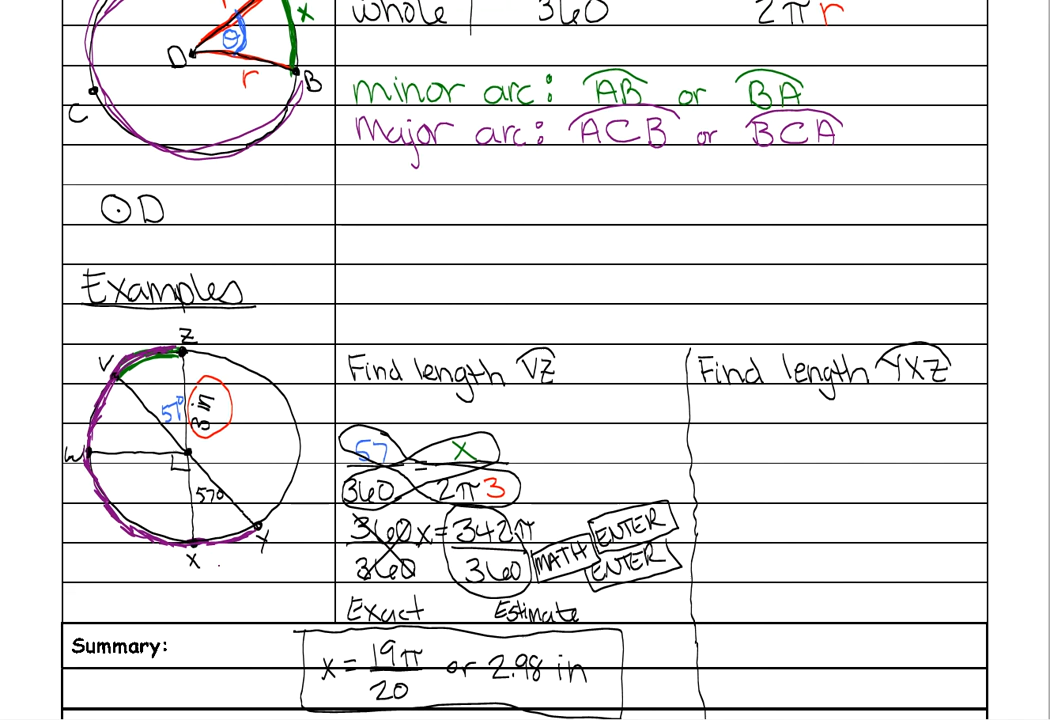 whole 360 2πr
r
x
θ
D
r
B
C
minor arc: AB or BA
Major arc: ACB or BCA
⊙D
Examples
Z
V
57°
3 in
W
57°
Y
X
Find length VZ
57 = x
360 2π3
360x = 342π
360 360
MATH ENTER ENTER
Exact Estimate
x = 19π or 2.98 in
20
Find length YXZ
Summary: